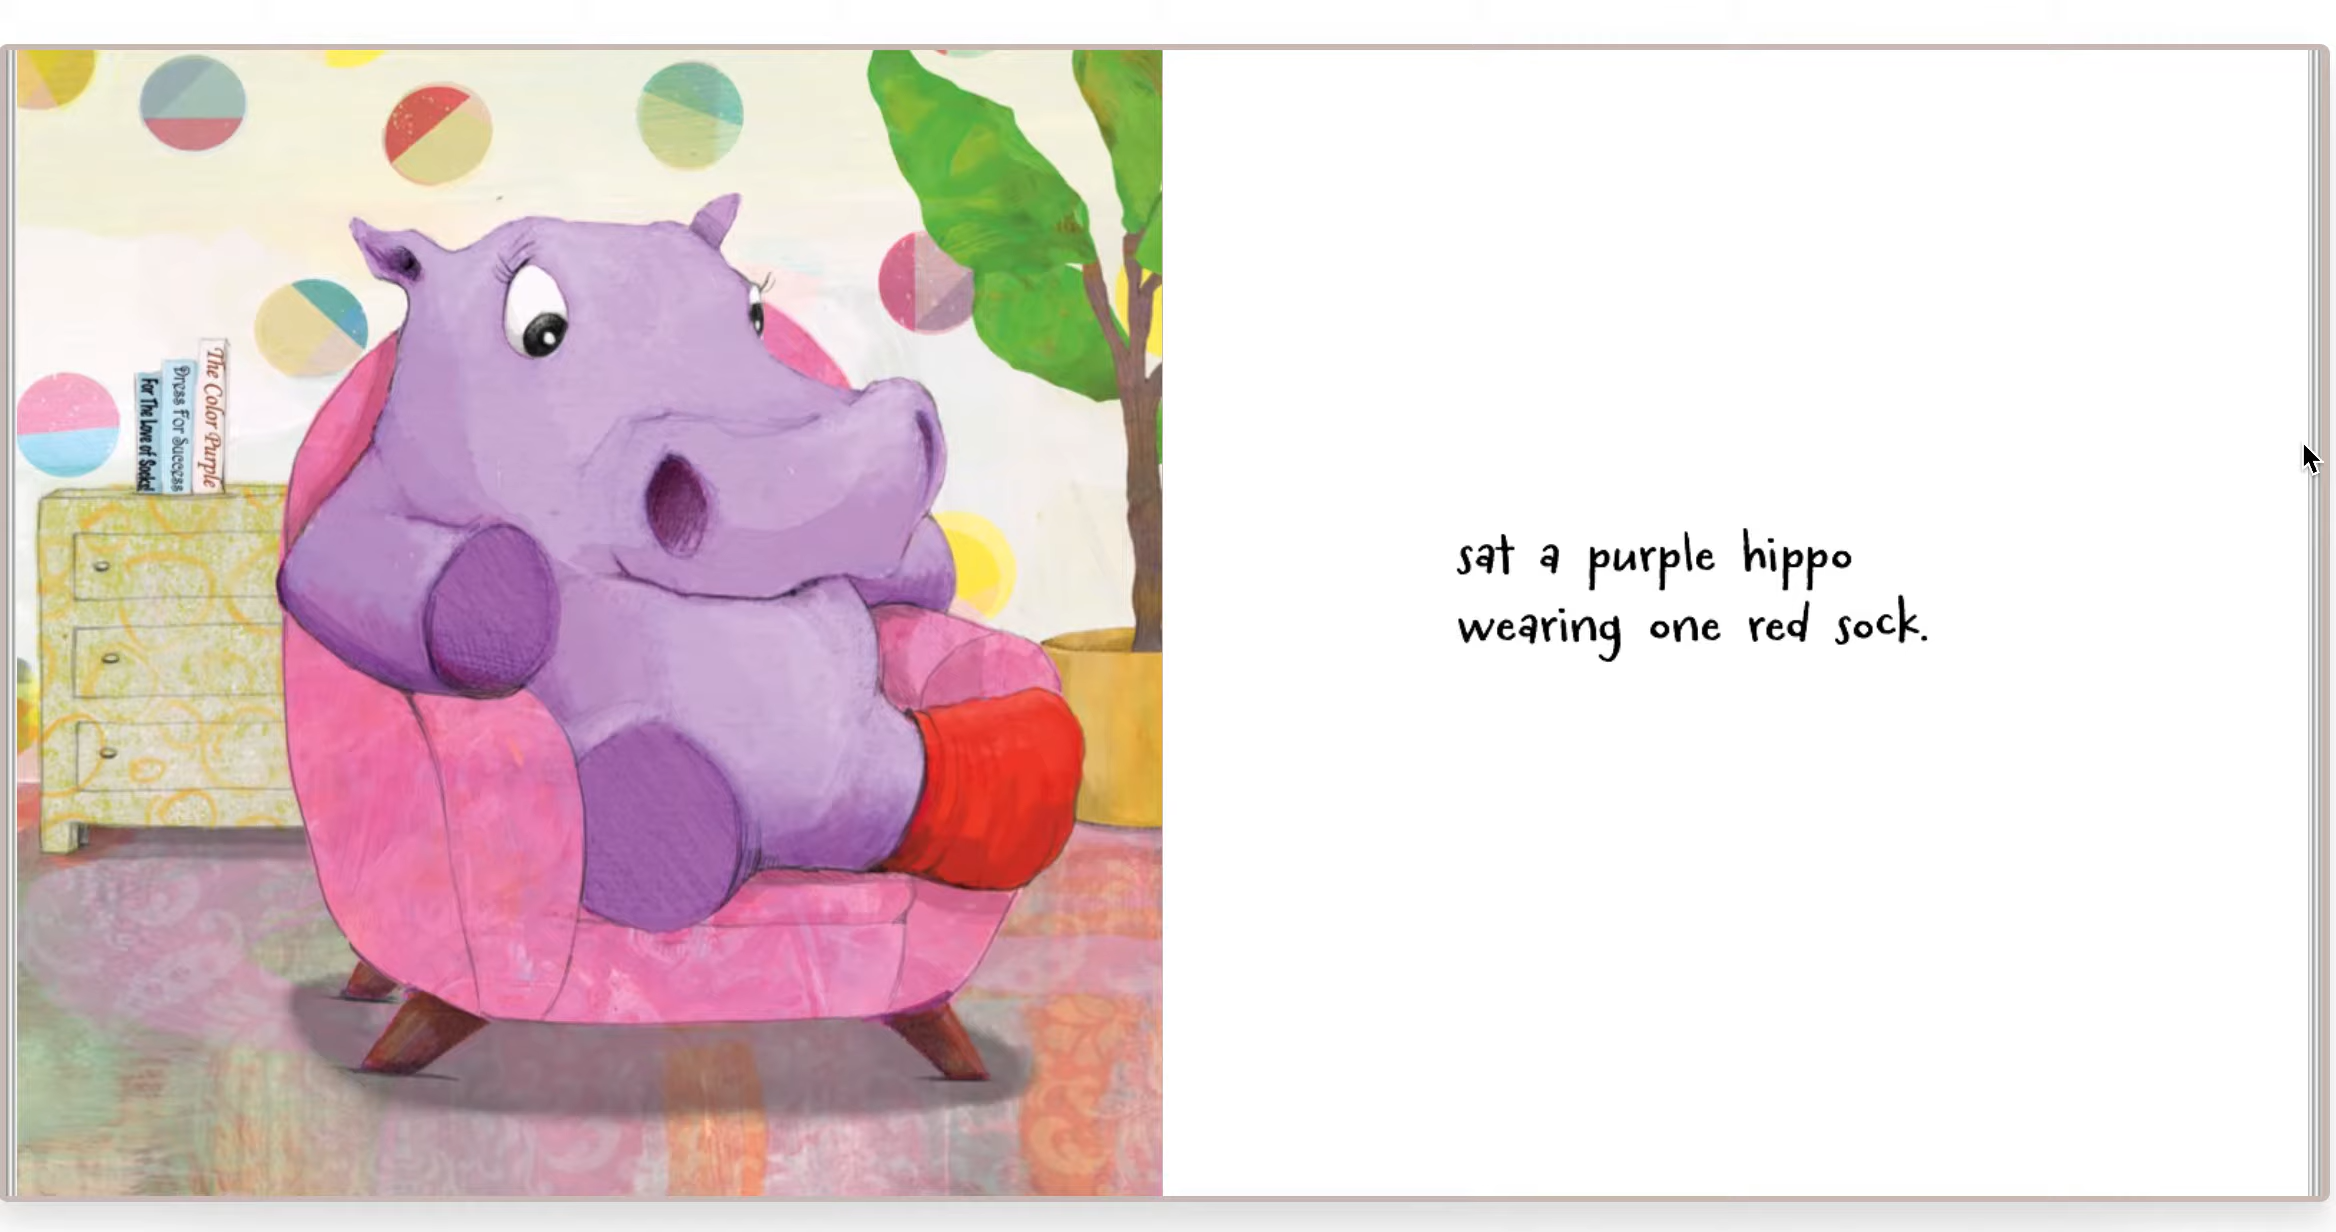 For The Love of Socks!
Dress For Success
The Color Purple
sat a purple hippo
wearing one red sock.